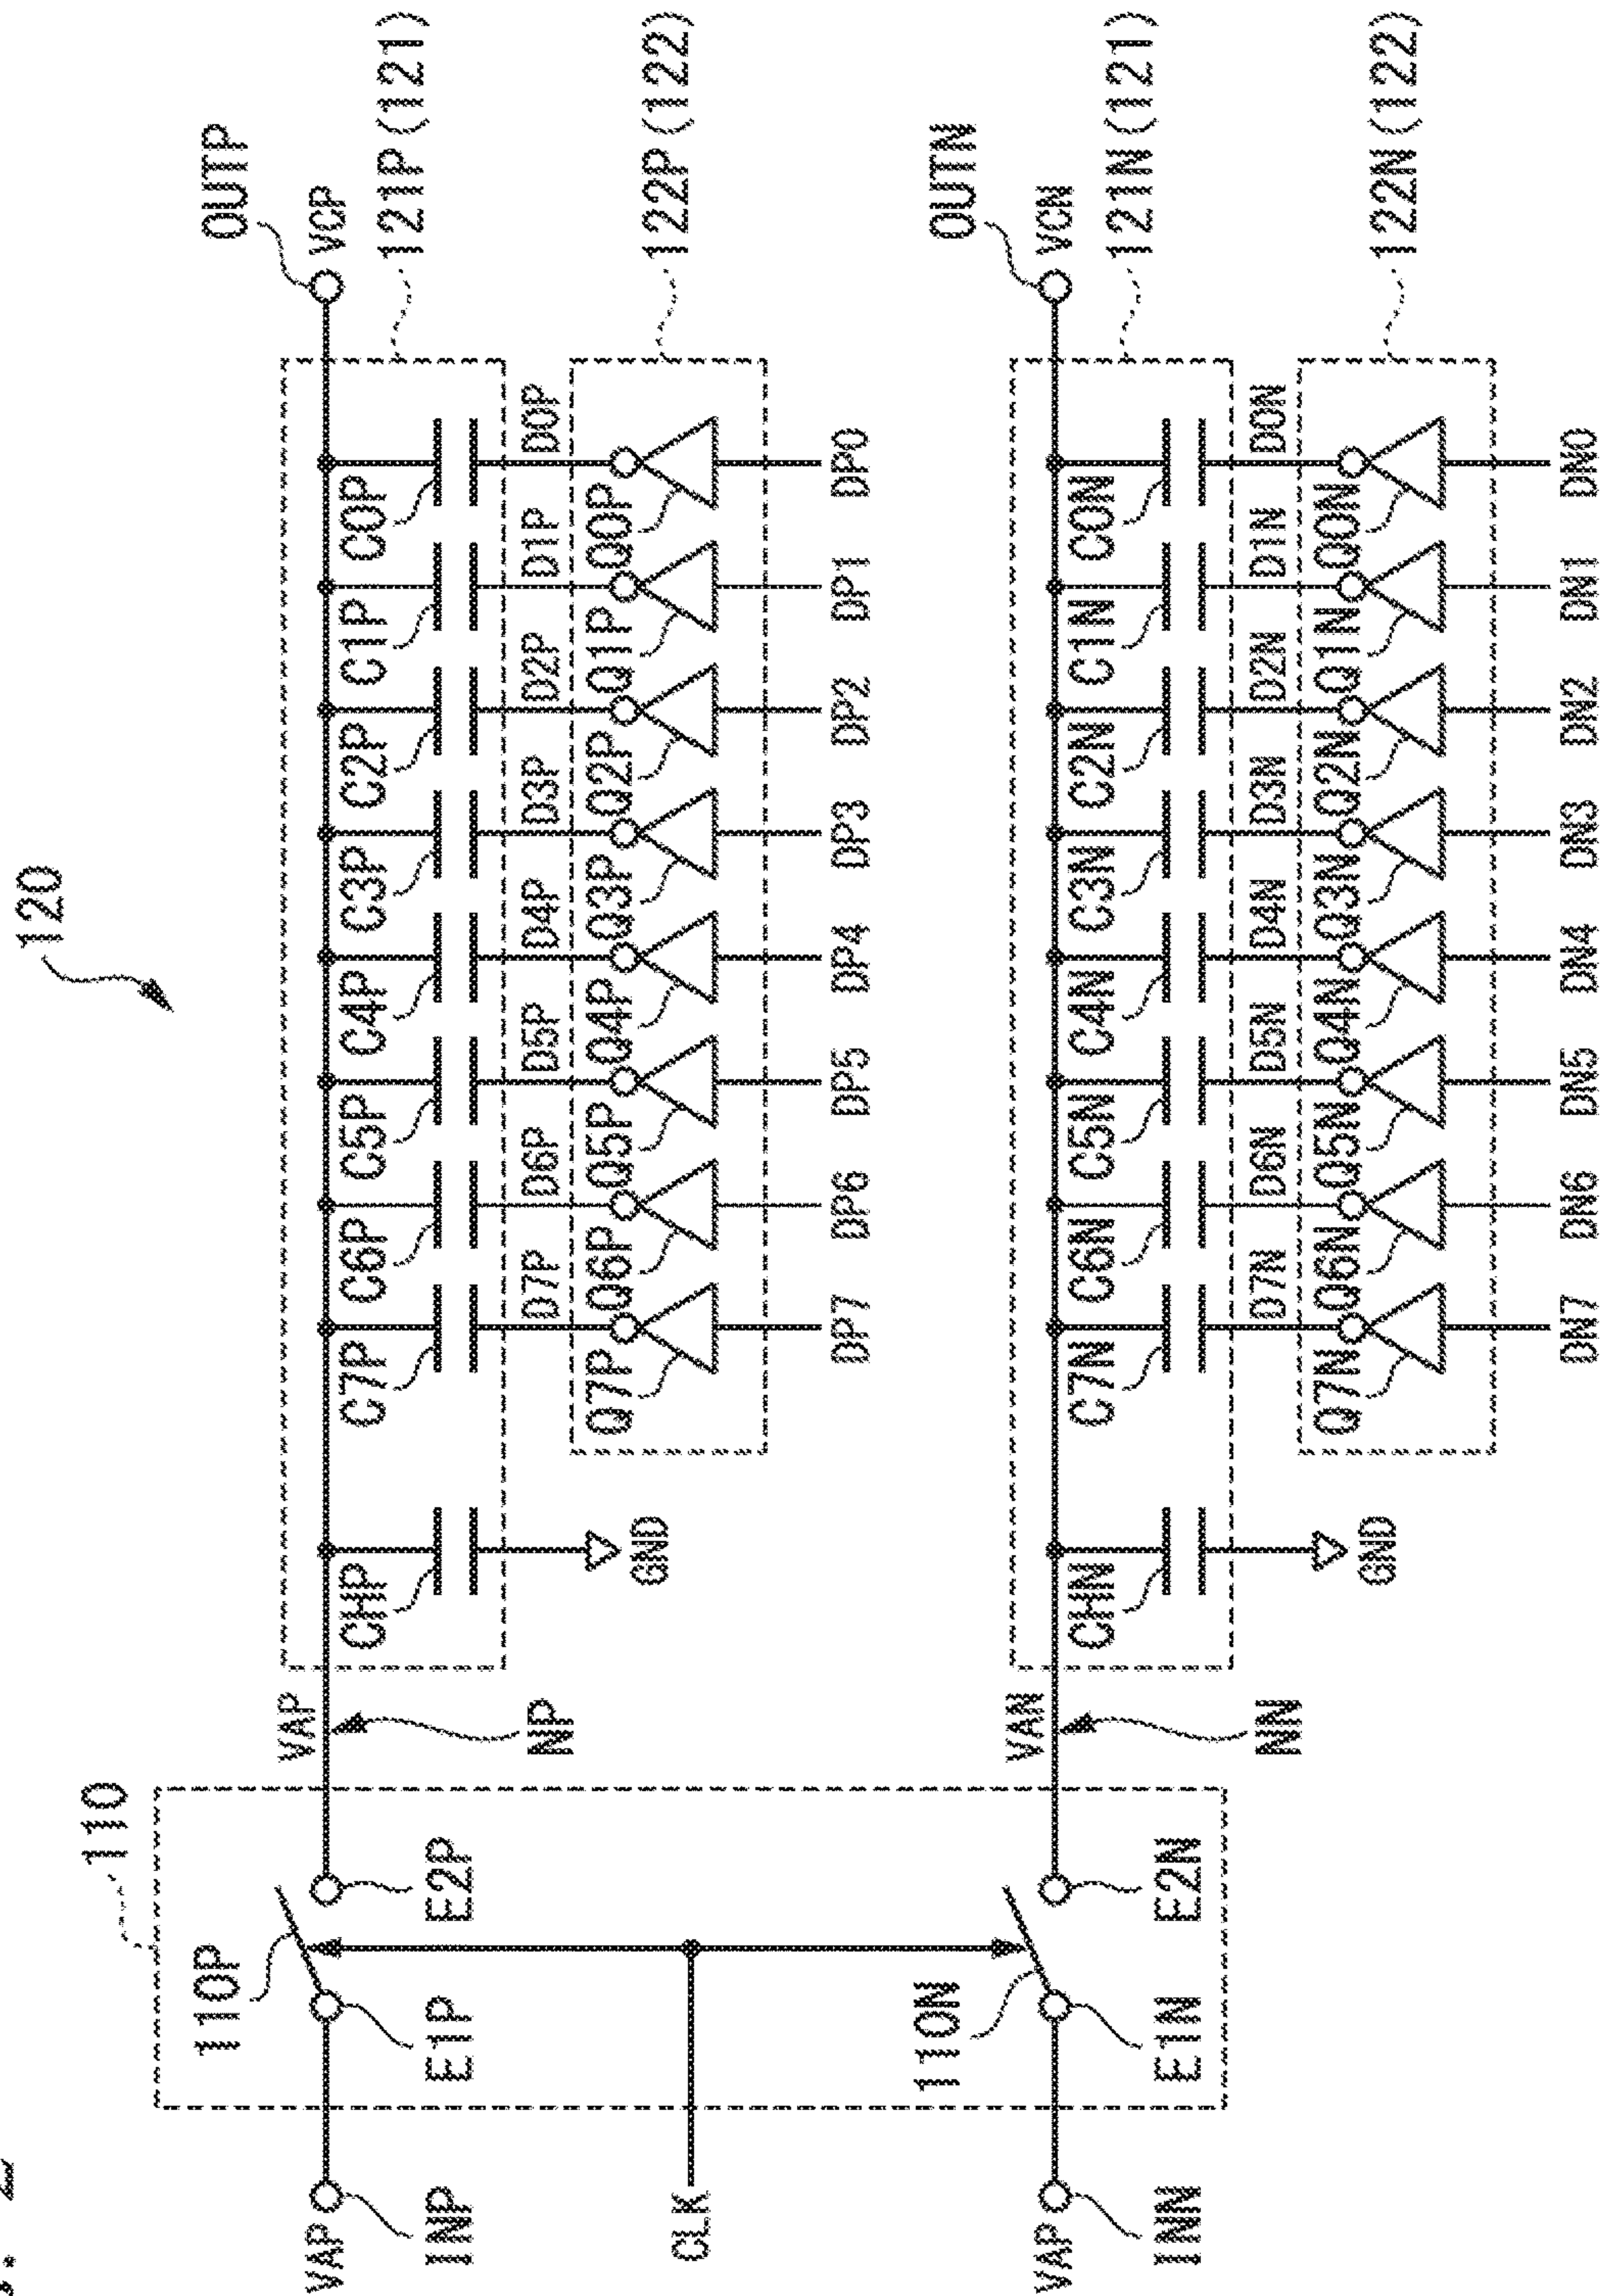 120
110
110P
VAP
INP
E1P
E2P
VAP
NP
CHP
GND
C7P
C6P
C5P
C4P
C3P
C2P
C1P
C0P
OUTP
VCP
121P(121)
D7P
D6P
D5P
D4P
D3P
D2P
D1P
D0P
Q7P
Q6P
Q5P
Q4P
Q3P
Q2P
Q1P
Q0P
122P(122)
DP7
DP6
DP5
DP4
DP3
DP2
DP1
DP0
CLK
110N
VAP
INN
E1N
E2N
VAN
NN
CHN
GND
C7N
C6N
C5N
C4N
C3N
C2N
C1N
C0N
OUTN
VCN
121N(121)
D7N
D6N
D5N
D4N
D3N
D2N
D1N
D0N
Q7N
Q6N
Q5N
Q4N
Q3N
Q2N
Q1N
Q0N
122N(122)
DN7
DN6
DN5
DN4
DN3
DN2
DN1
DN0